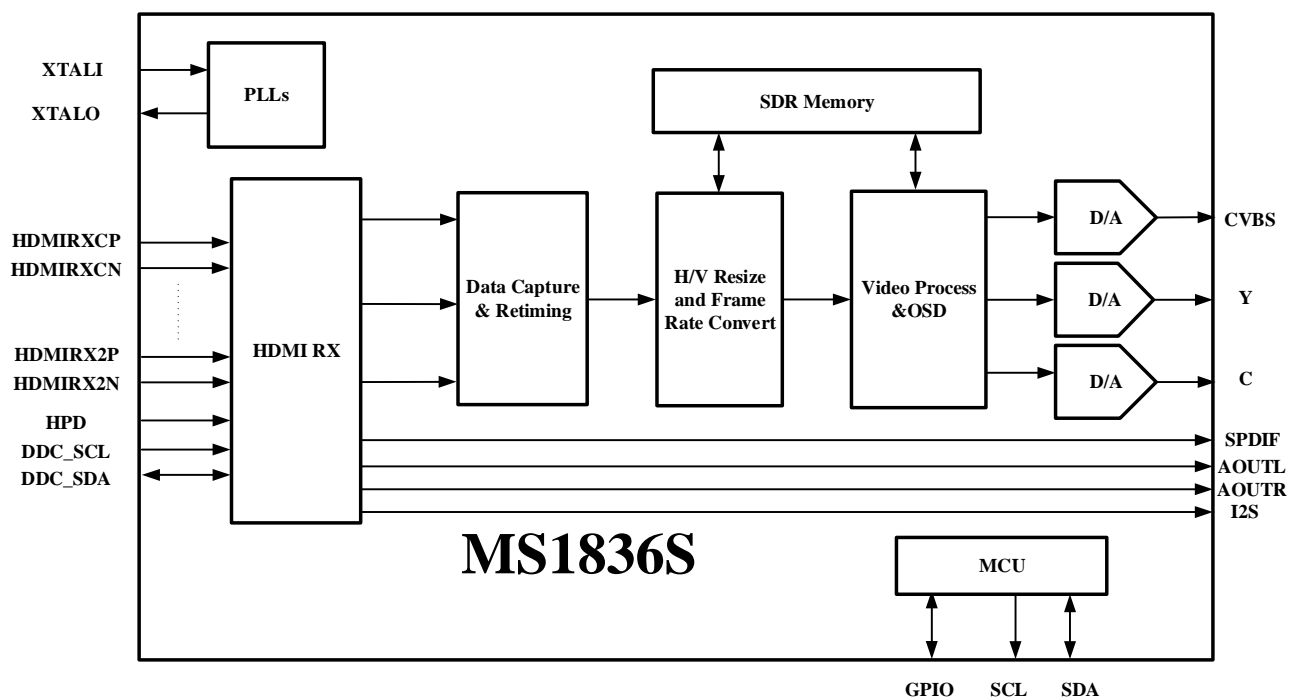 XTALI
XTALO
PLLs
SDR Memory
HDMIRXCP
HDMIRXCN
HDMIRX2P
HDMIRX2N
HPD
DDC_SCL
DDC_SDA
HDMI RX
Data Capture
& Retiming
H/V Resize
and Frame
Rate Convert
Video Process
&OSD
D/A
D/A
D/A
CVBS
Y
C
SPDIF
AOUTL
AOUTR
I2S
MS1836S
MCU
GPIO
SCL
SDA